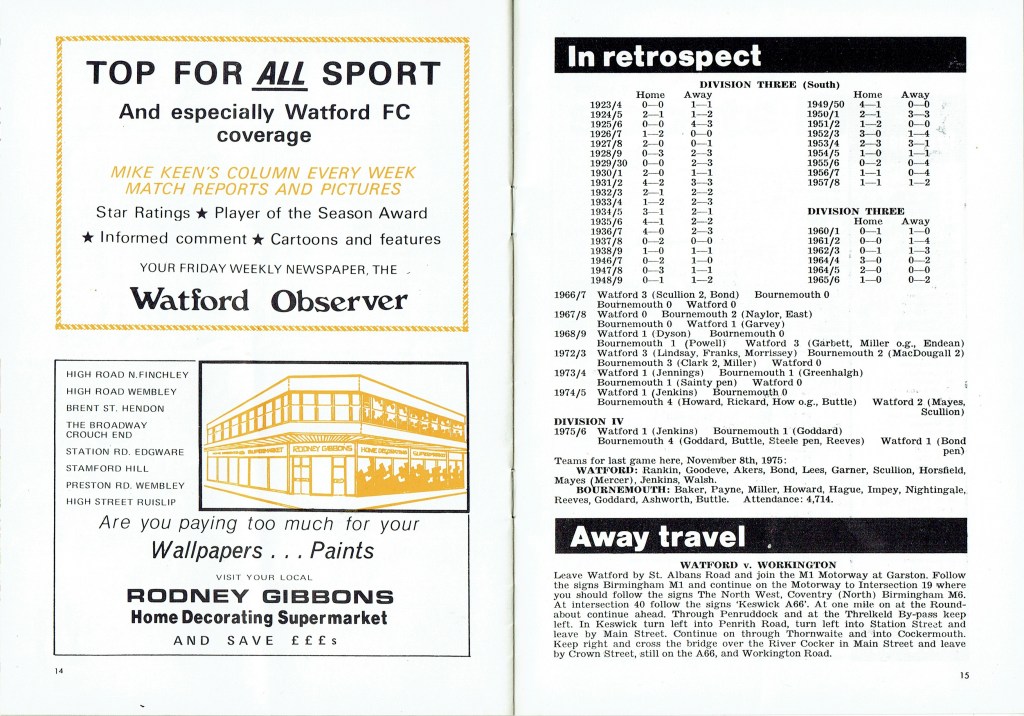 TOP FOR ALL SPORT
And especially Watford FC
coverage
MIKE KEEN'S COLUMN EVERY WEEK
MATCH REPORTS AND PICTURES
Star Ratings ★ Player of the Season Award
★ Informed comment ★ Cartoons and features
YOUR FRIDAY WEEKLY NEWSPAPER, THE
Watford Observer
HIGH ROAD N.FINCHLEY
HIGH ROAD WEMBLEY
BRENT ST. HENDON
THE BROADWAY
CROUCH END
STATION RD. EDGWARE
STAMFORD HILL
PRESTON RD. WEMBLEY
HIGH STREET RUISLIP
RODNEY GIBBONS HOME DECORATING SUPERMARKET
Are you paying too much for your
Wallpapers . . . Paints
VISIT YOUR LOCAL
RODNEY GIBBONS
Home Decorating Supermarket
AND SAVE £££s
14
In retrospect
DIVISION THREE (South)
Home Away
1923/4 0—0 1—1
1924/5 2—1 1—2
1925/6 0—0 4—3
1926/7 1—2 0—0
1927/8 2—0 0—1
1928/9 0—3 2—3
1929/30 0—0 2—3
1930/1 2—0 1—1
1931/2 4—2 3—3
1932/3 2—1 2—2
1933/4 1—2 2—3
1934/5 3—1 2—1
1935/6 4—1 2—2
1936/7 4—0 2—3
1937/8 0—2 0—0
1938/9 1—0 1—1
1946/7 0—2 1—0
1947/8 0—3 1—1
1948/9 0—1 1—2
Home Away
1949/50 4—1 0—0
1950/1 2—1 3—3
1951/2 1—2 0—0
1952/3 3—0 1—4
1953/4 2—3 3—1
1954/5 1—0 1—1
1955/6 0—2 0—4
1956/7 1—1 0—4
1957/8 1—1 1—2
DIVISION THREE
Home Away
1960/1 0—1 1—0
1961/2 0—0 1—4
1962/3 0—1 1—3
1964/4 3—0 0—2
1964/5 2—0 0—0
1965/6 1—0 0—2
1966/7 Watford 3 (Scullion 2, Bond) Bournemouth 0
Bournemouth 0 Watford 0
1967/8 Watford 0 Bournemouth 2 (Naylor, East)
Bournemouth 0 Watford 1 (Garvey)
1968/9 Watford 1 (Dyson) Bournemouth 0
Bournemouth 1 (Powell) Watford 3 (Garbett, Miller o.g., Endean)
1972/3 Watford 3 (Lindsay, Franks, Morrissey) Bournemouth 2 (MacDougall 2)
Bournemouth 3 (Clark 2, Miller) Watford 0
1973/4 Watford 1 (Jennings) Bournemouth 1 (Greenhalgh)
Bournemouth 1 (Sainty pen) Watford 0
1974/5 Watford 1 (Jenkins) Bournemouth 0
Bournemouth 4 (Howard, Rickard, How o.g., Buttle) Watford 2 (Mayes,
Scullion)
DIVISION IV
1975/6 Watford 1 (Jenkins) Bournemouth 1 (Goddard)
Bournemouth 4 (Goddard, Buttle, Steele pen, Reeves) Watford 1 (Bond
pen)
Teams for last game here, November 8th, 1975:
WATFORD: Rankin, Goodeve, Akers, Bond, Lees, Garner, Scullion, Horsfield,
Mayes (Mercer), Jenkins, Walsh.
BOURNEMOUTH: Baker, Payne, Miller, Howard, Hague, Impey, Nightingale,
Reeves, Goddard, Ashworth, Buttle. Attendance: 4,714.
Away travel
WATFORD v. WORKINGTON
Leave Watford by St. Albans Road and join the M1 Motorway at Garston. Follow
the signs Birmingham M1 and continue on the Motorway to Intersection 19 where
you should follow the signs The North West, Coventry (North) Birmingham M6.
At intersection 40 follow the signs 'Keswick A66'. At one mile on at the Round-
about continue ahead. Through Penruddock and at the Threlkeld By-pass keep
left. In Keswick turn left into Penrith Road, turn left into Station Street and
leave by Main Street. Continue on through Thornwaite and into Cockermouth.
Keep right and cross the bridge over the River Cocker in Main Street and leave
by Crown Street, still on the A66, and Workington Road.
15